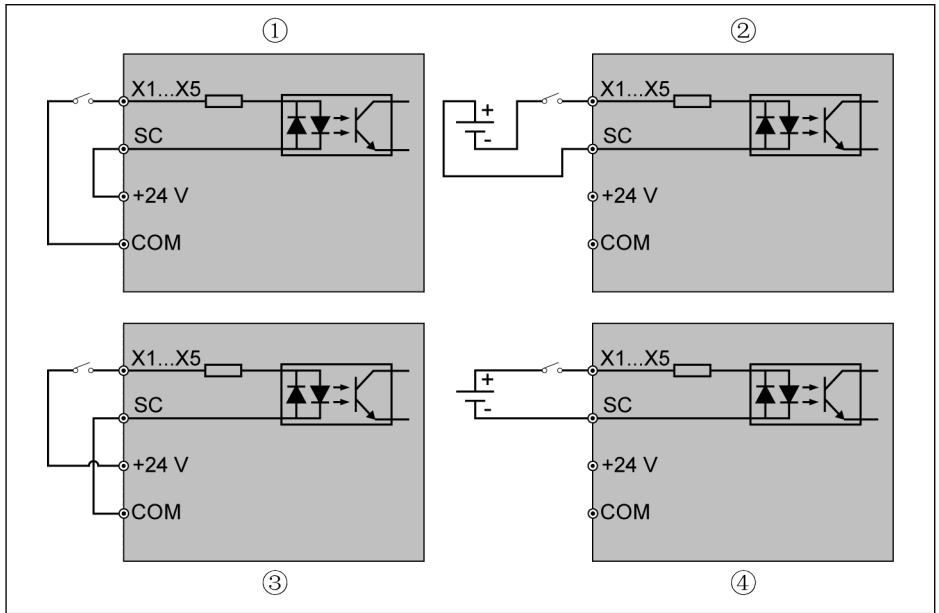 ①
X1...X5
SC
+24 V
COM
②
+
-
X1...X5
SC
+24 V
COM
X1...X5
SC
+24 V
COM
③
+
-
X1...X5
SC
+24 V
COM
④